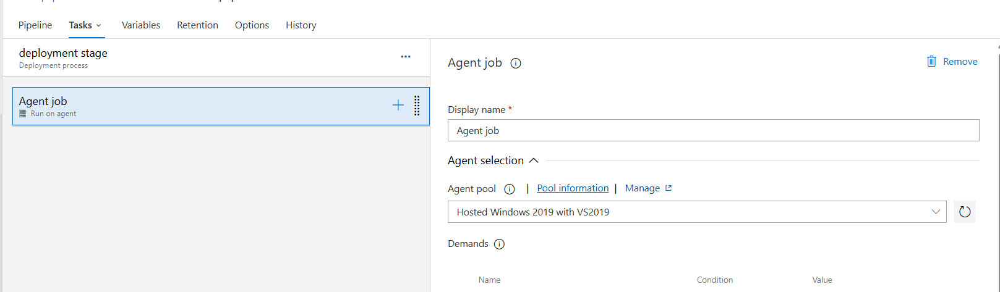 Pipeline Tasks Variables Retention Options History
deployment stage
Deployment process
Agent job
Run on agent
Agent job
Remove
Display name *
Agent job
Agent selection
Agent pool | Pool information | Manage
Hosted Windows 2019 with VS2019
Demands
Name Condition Value